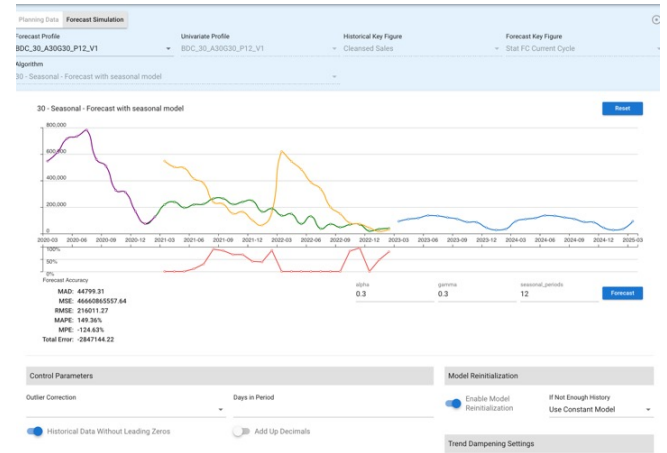 Planning Data Forecast Simulation
Forecast Profile Univariate Profile Historical Key Figure Forecast Key Figure
BDC_30_A30G30_P12_V1 BDC_30_A30G30_P12_V1 Cleansed Sales Stat FC Current Cycle
Algorithm
30 - Seasonal - Forecast with seasonal model
30 - Seasonal - Forecast with seasonal model Reset
800,000
600,000
400,000
200,000
0
2020-03 2020-06 2020-09 2020-12 2021-03 2021-06 2021-09 2021-12 2022-03 2022-06 2022-09 2022-12 2023-03 2023-06 2023-09 2023-12 2024-03 2024-06 2024-09 2024-12 2025-03
100%
50%
0%
Forecast Accuracy
MAD: 44799.31
MSE: 46660865557.64
RMSE: 216011.27
MAPE: 149.36%
MPE: -124.63%
Total Error: -2847144.22
alpha gamma seasonal_periods
0.3 0.3 12 Forecast
Control Parameters Model Reinitialization
Outlier Correction Days in Period Enable Model Reinitialization If Not Enough History
Use Constant Model
Historical Data Without Leading Zeros Add Up Decimals
Trend Dampening Settings